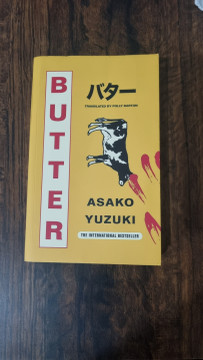 BUTTER
バター
TRANSLATED BY POLLY BARTON
ASAKO
YUZUKI
THE INTERNATIONAL BESTSELLER